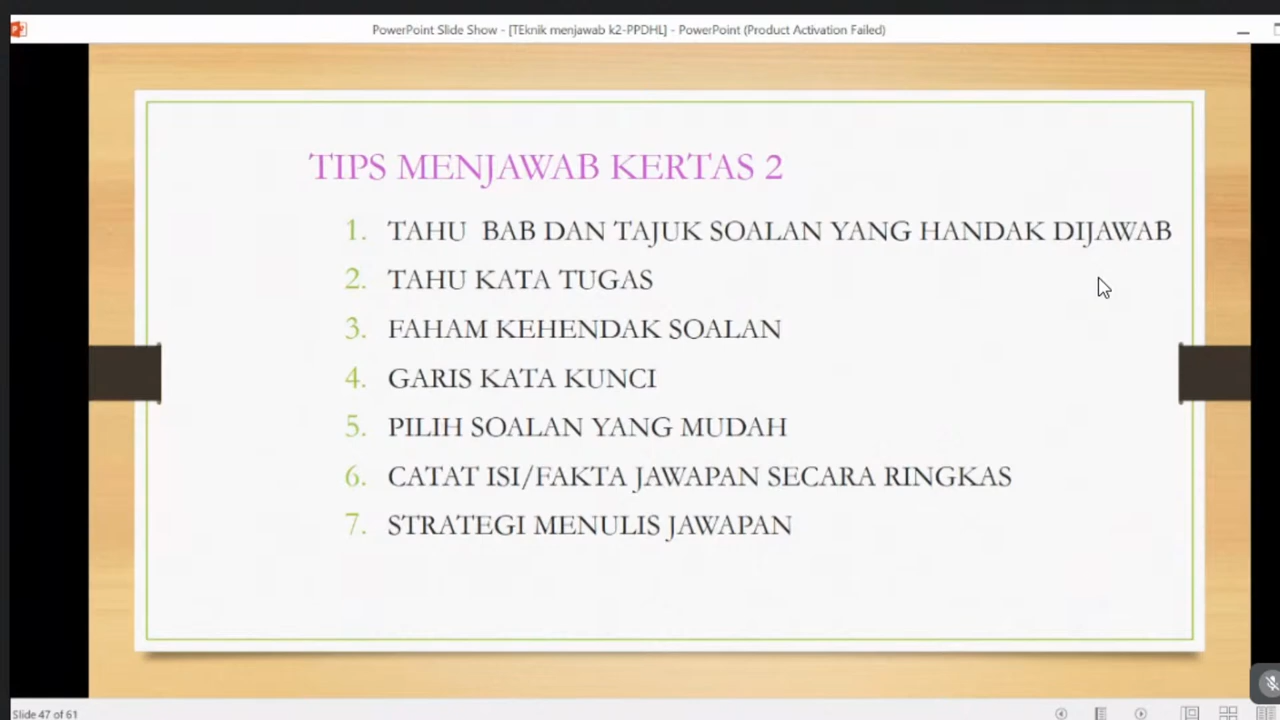 PowerPoint Slide Show - [TEknik menjawab k2-PPDHL] - PowerPoint (Product Activation Failed)
TIPS MENJAWAB KERTAS 2
1. TAHU BAB DAN TAJUK SOALAN YANG HANDAK DIJAWAB
2. TAHU KATA TUGAS
3. FAHAM KEHENDAK SOALAN
4. GARIS KATA KUNCI
5. PILIH SOALAN YANG MUDAH
6. CATAT ISI/FAKTA JAWAPAN SECARA RINGKAS
7. STRATEGI MENULIS JAWAPAN
Slide 47 of 61